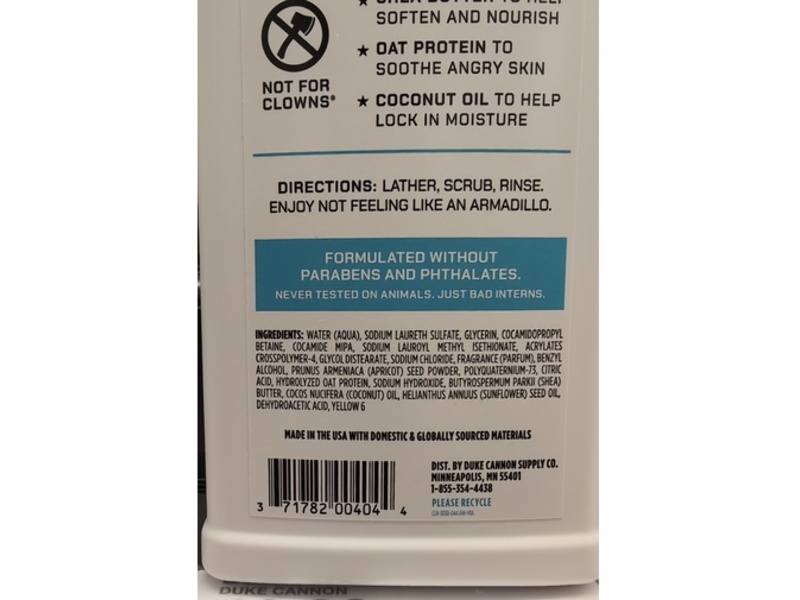 SHEA BUTTER TO HELP
SOFTEN AND NOURISH
NOT FOR
CLOWNS®
★ OAT PROTEIN TO
SOOTHE ANGRY SKIN
★ COCONUT OIL TO HELP
LOCK IN MOISTURE
DIRECTIONS: LATHER, SCRUB, RINSE.
ENJOY NOT FEELING LIKE AN ARMADILLO.
FORMULATED WITHOUT
PARABENS AND PHTHALATES.
NEVER TESTED ON ANIMALS. JUST BAD INTERNS.
INGREDIENTS: WATER (AQUA), SODIUM LAURETH SULFATE, GLYCERIN, COCAMIDOPROPYL
BETAINE, COCAMIDE MIPA, SODIUM LAUROYL METHYL ISETHIONATE, ACRYLATES
CROSSPOLYMER-4, GLYCOL DISTEARATE, SODIUM CHLORIDE, FRAGRANCE (PARFUM), BENZYL
ALCOHOL, PRUNUS ARMENIACA (APRICOT) SEED POWDER, POLYQUATERNIUM-73, CITRIC
ACID, HYDROLYZED OAT PROTEIN, SODIUM HYDROXIDE, BUTYROSPERMUM PARKII (SHEA)
BUTTER, COCOS NUCIFERA (COCONUT) OIL, HELIANTHUS ANNUUS (SUNFLOWER) SEED OIL,
DEHYDROACETIC ACID, YELLOW 6
MADE IN THE USA WITH DOMESTIC & GLOBALLY SOURCED MATERIALS
DIST. BY DUKE CANNON SUPPLY CO.
MINNEAPOLIS, MN 55401
1-855-354-4438
PLEASE RECYCLE
3 71782 00404 4
DUKE CANNON